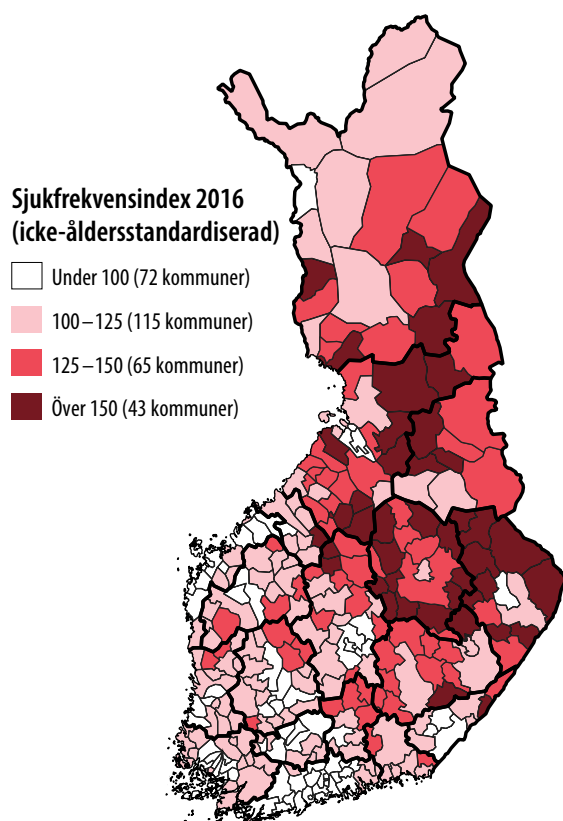 Sjukfrekvensindex 2016
(icke-åldersstandardiserad)
Under 100 (72 kommuner)
100–125 (115 kommuner)
125–150 (65 kommuner)
Över 150 (43 kommuner)